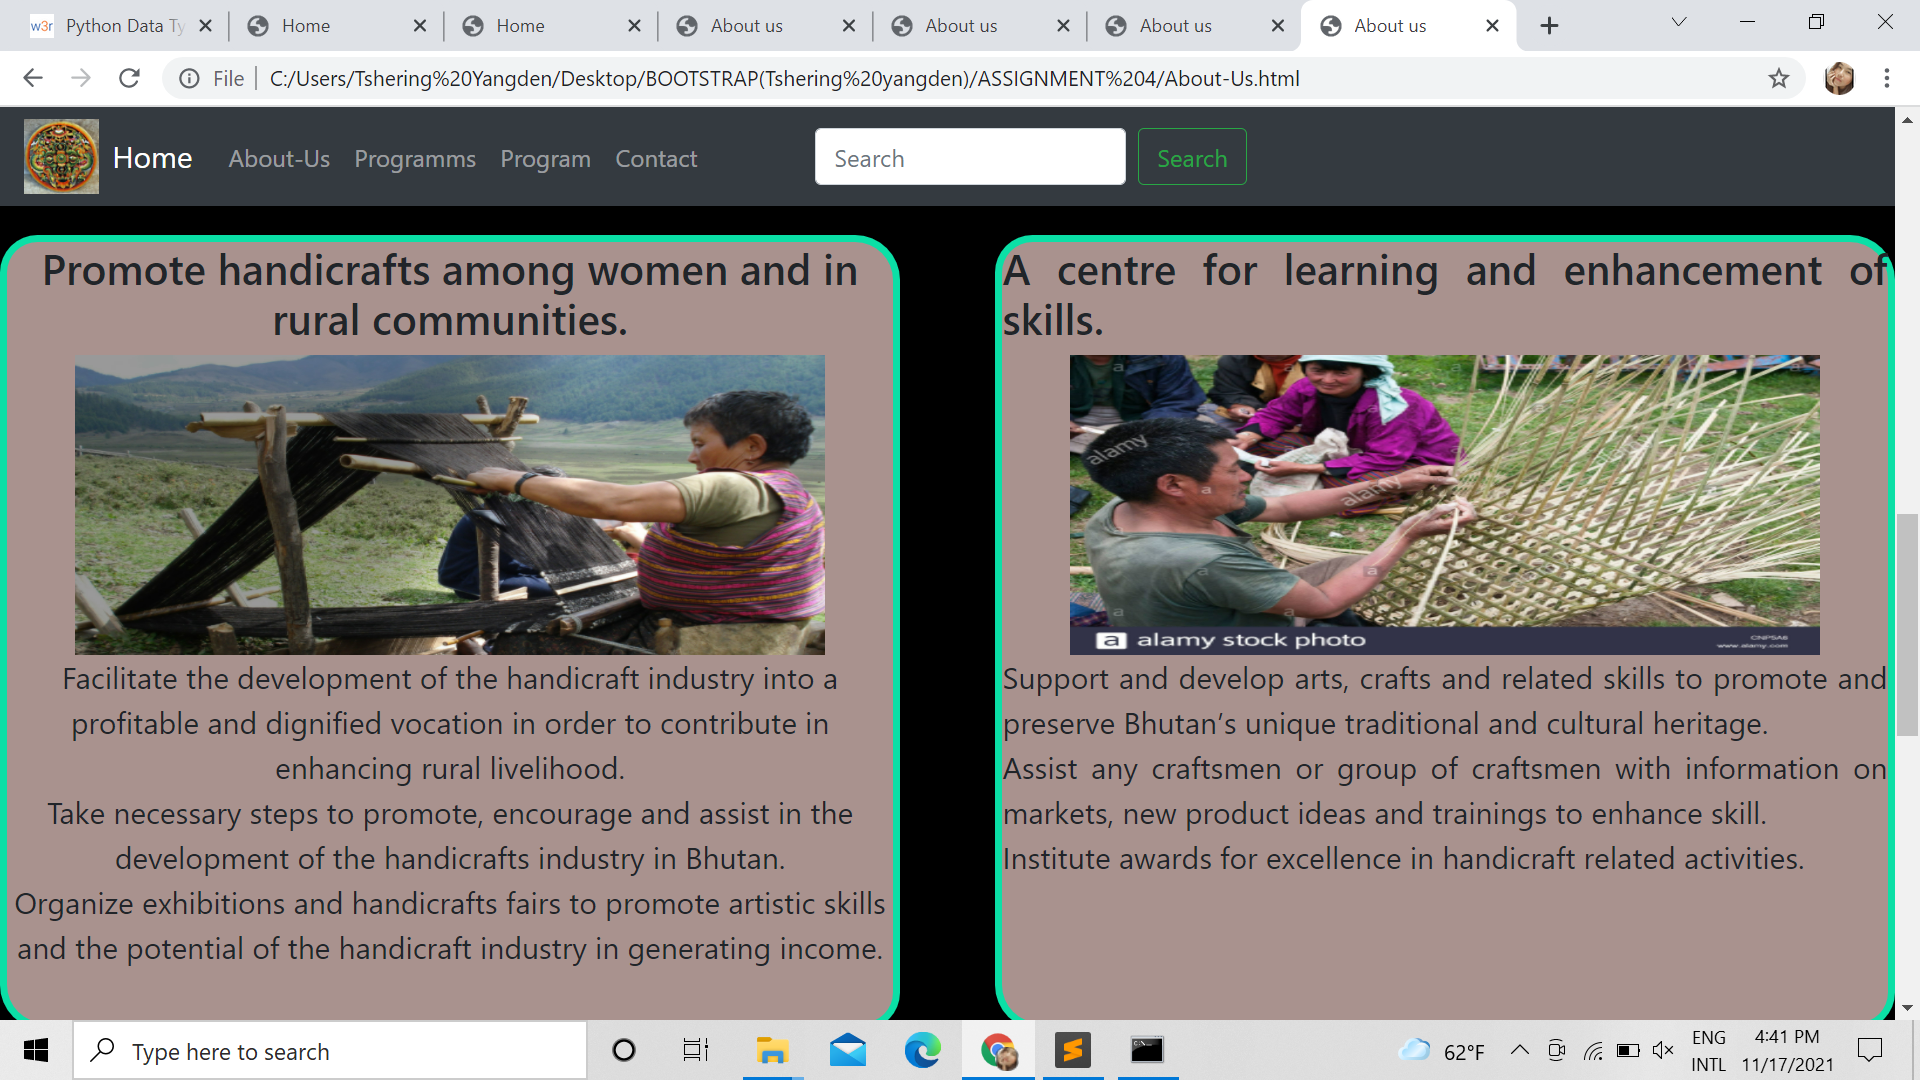 w3r Python Data Ty
Home
Home
About us
About us
About us
About us
File
C:/Users/Tshering%20Yangden/Desktop/BOOTSTRAP(Tshering%20yangden)/ASSIGNMENT%204/About-Us.html
Home About-Us Programms Program Contact
Search
Search
Promote handicrafts among women and in
rural communities.
Facilitate the development of the handicraft industry into a
profitable and dignified vocation in order to contribute in
enhancing rural livelihood.
Take necessary steps to promote, encourage and assist in the
development of the handicrafts industry in Bhutan.
Organize exhibitions and handicrafts fairs to promote artistic skills
and the potential of the handicraft industry in generating income.
A centre for learning and enhancement of
skills.
alamy
alamy
a alamy stock photo
CNP5A6
www.alamy.com
Support and develop arts, crafts and related skills to promote and
preserve Bhutan’s unique traditional and cultural heritage.
Assist any craftsmen or group of craftsmen with information on
markets, new product ideas and trainings to enhance skill.
Institute awards for excellence in handicraft related activities.
Type here to search
62°F
ENG
INTL
4:41 PM
11/17/2021